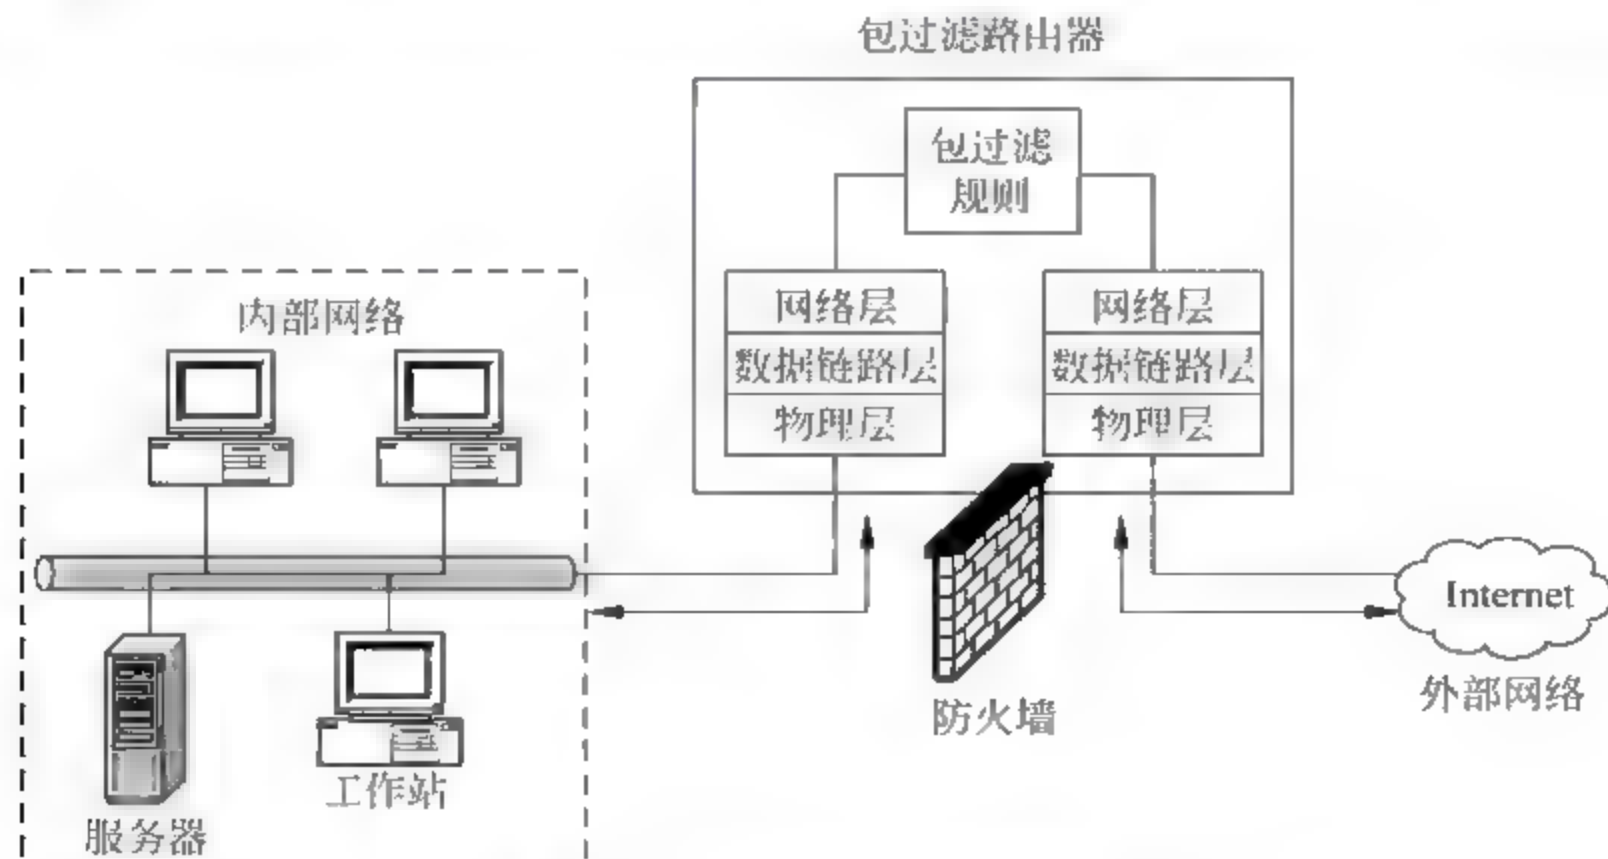 包过滤路由器
包过滤
规则
内部网络
网络层
网络层
数据链路层
数据链路层
物理层
物理层
Internet
外部网络
防火墙
工作站
服务器